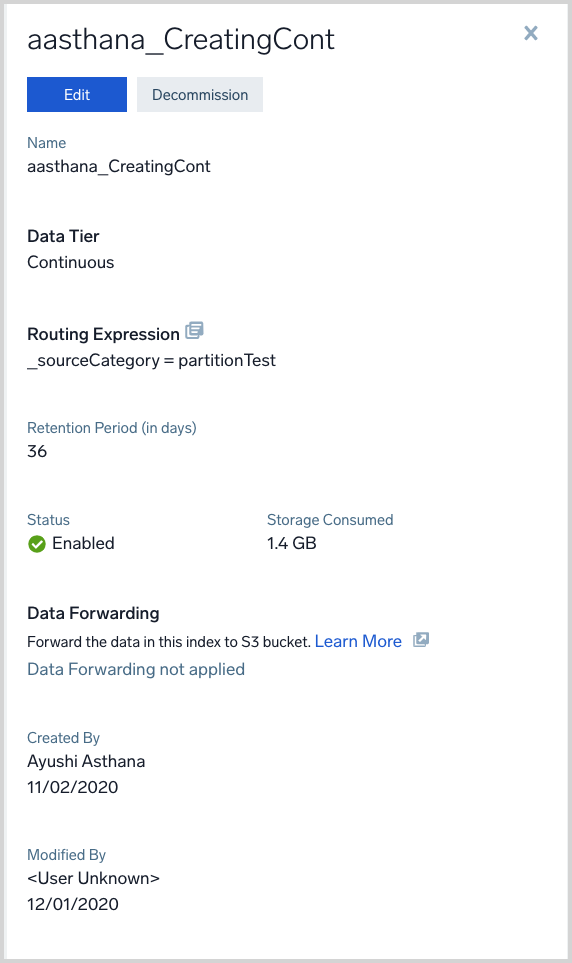 aasthana_CreatingCont
Edit
Decommission
Name
aasthana_CreatingCont
Data Tier
Continuous
Routing Expression
_sourceCategory = partitionTest
Retention Period (in days)
36
Status
Storage Consumed
Enabled
1.4 GB
Data Forwarding
Forward the data in this index to S3 bucket. Learn More
Data Forwarding not applied
Created By
Ayushi Asthana
11/02/2020
Modified By
<User Unknown>
12/01/2020